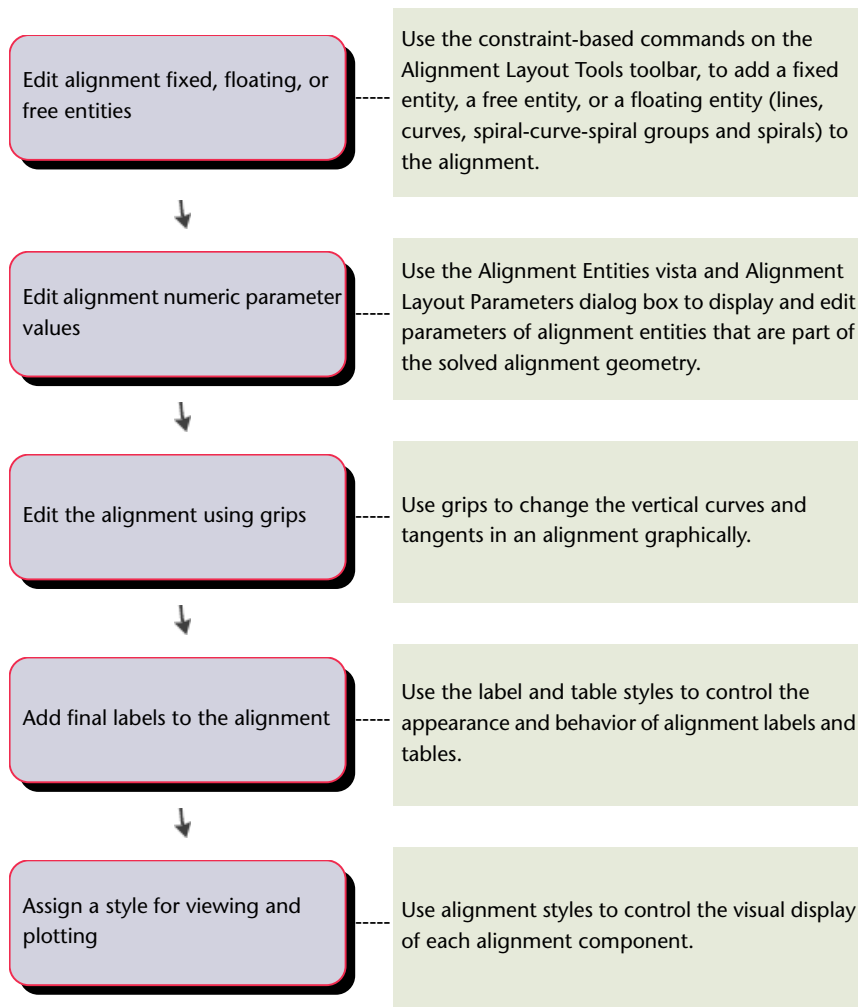 Edit alignment fixed, floating, or
free entities
Use the constraint-based commands on the
Alignment Layout Tools toolbar, to add a fixed
entity, a free entity, or a floating entity (lines,
curves, spiral-curve-spiral groups and spirals) to
the alignment.
Edit alignment numeric parameter
values
Use the Alignment Entities vista and Alignment
Layout Parameters dialog box to display and edit
parameters of alignment entities that are part of
the solved alignment geometry.
Edit the alignment using grips
Use grips to change the vertical curves and
tangents in an alignment graphically.
Add final labels to the alignment
Use the label and table styles to control the
appearance and behavior of alignment labels and
tables.
Assign a style for viewing and
plotting
Use alignment styles to control the visual display
of each alignment component.